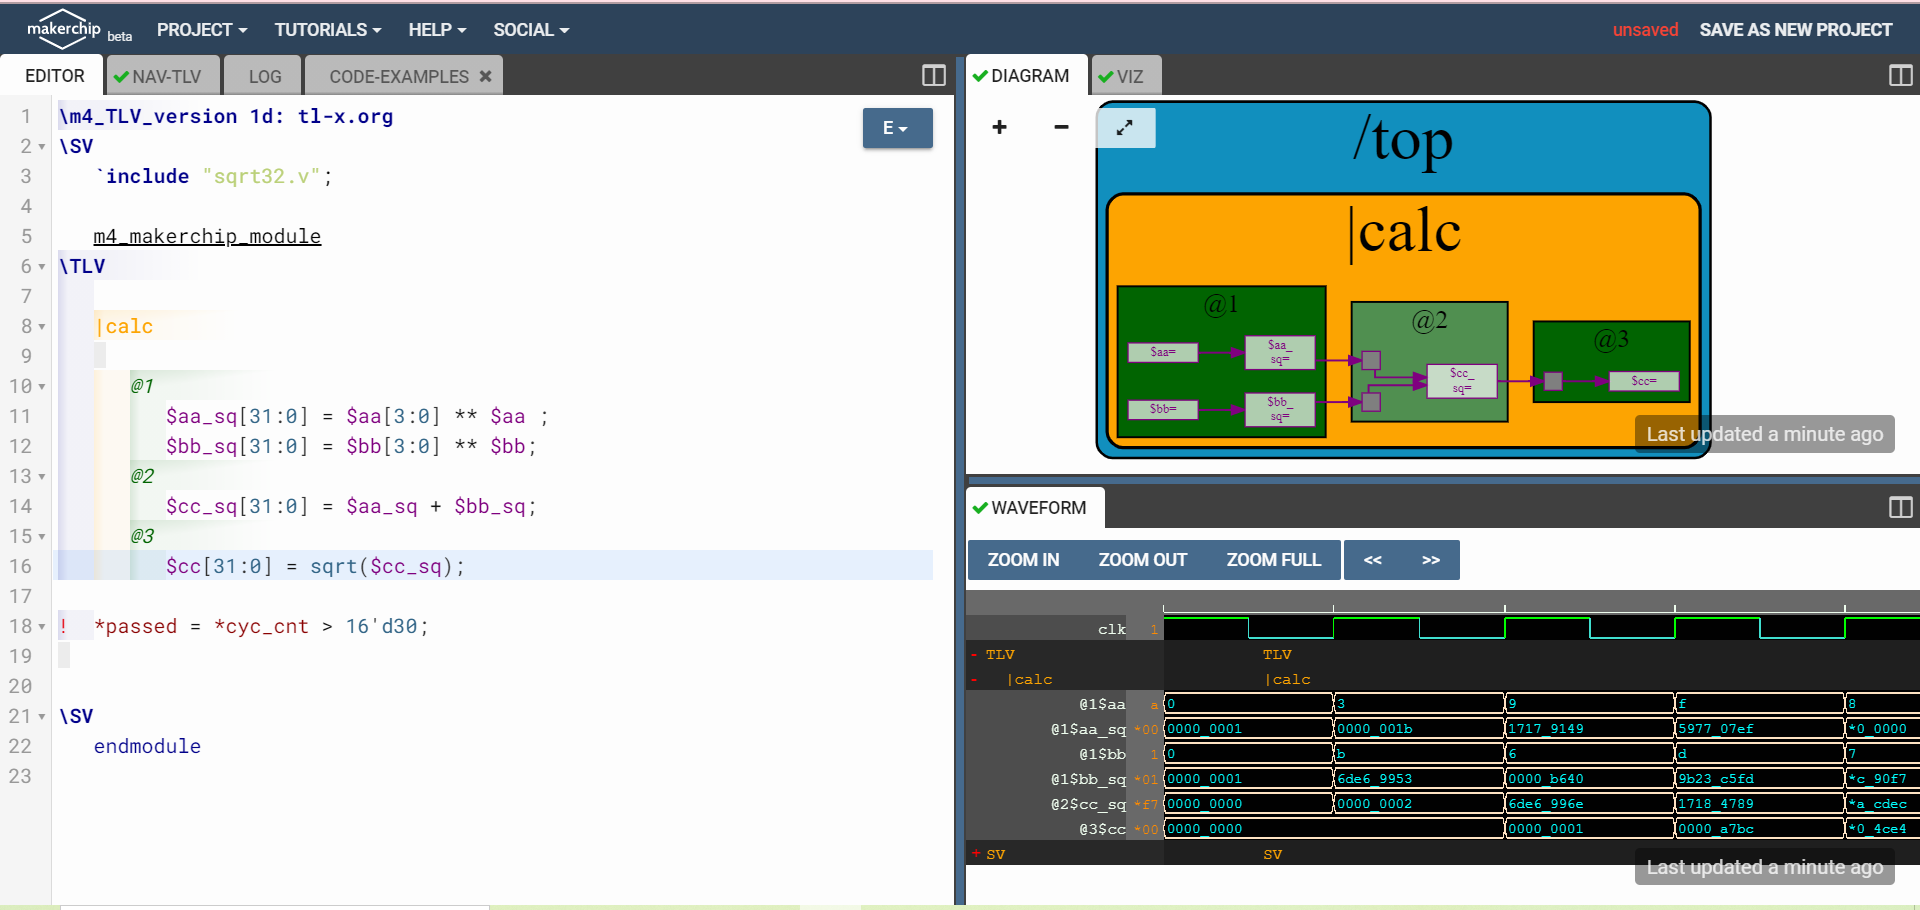 makerchip beta PROJECT TUTORIALS HELP SOCIAL unsaved SAVE AS NEW PROJECT
EDITOR NAV-TLV LOG CODE-EXAMPLES
E
1 \m4_TLV_version 1d: tl-x.org
2 \SV
3 `include "sqrt32.v";
4
5 m4_makerchip_module
6 \TLV
7
8 |calc
9
10 @1
11 $aa_sq[31:0] = $aa[3:0] ** $aa ;
12 $bb_sq[31:0] = $bb[3:0] ** $bb;
13 @2
14 $cc_sq[31:0] = $aa_sq + $bb_sq;
15 @3
16 $cc[31:0] = sqrt($cc_sq);
17
18 ! *passed = *cyc_cnt > 16'd30;
19
20
21 \SV
22 endmodule
23
DIAGRAM VIZ
+ −
/top
|calc
@1
$aa=
$aa_
sq=
$bb=
$bb_
sq=
@2
$cc_
sq=
@3
$cc=
Last updated a minute ago
WAVEFORM
ZOOM IN ZOOM OUT ZOOM FULL << >>
clk 1
- TLV TLV
- |calc |calc
@1$aa a 0 3 9 f 8
@1$aa_sq *00 0000_0001 0000_001b 1717_9149 5977_07ef *0_0000
@1$bb 1 0 b 6 d 7
@1$bb_sq *01 0000_0001 6de6_9953 0000_b640 9b23_c5fd *c_90f7
@2$cc_sq *f7 0000_0000 0000_0002 6de6_996e 1718_4789 *a_cdec
@3$cc *00 0000_0000 0000_0001 0000_a7bc *0_4ce4
+ SV SV
Last updated a minute ago